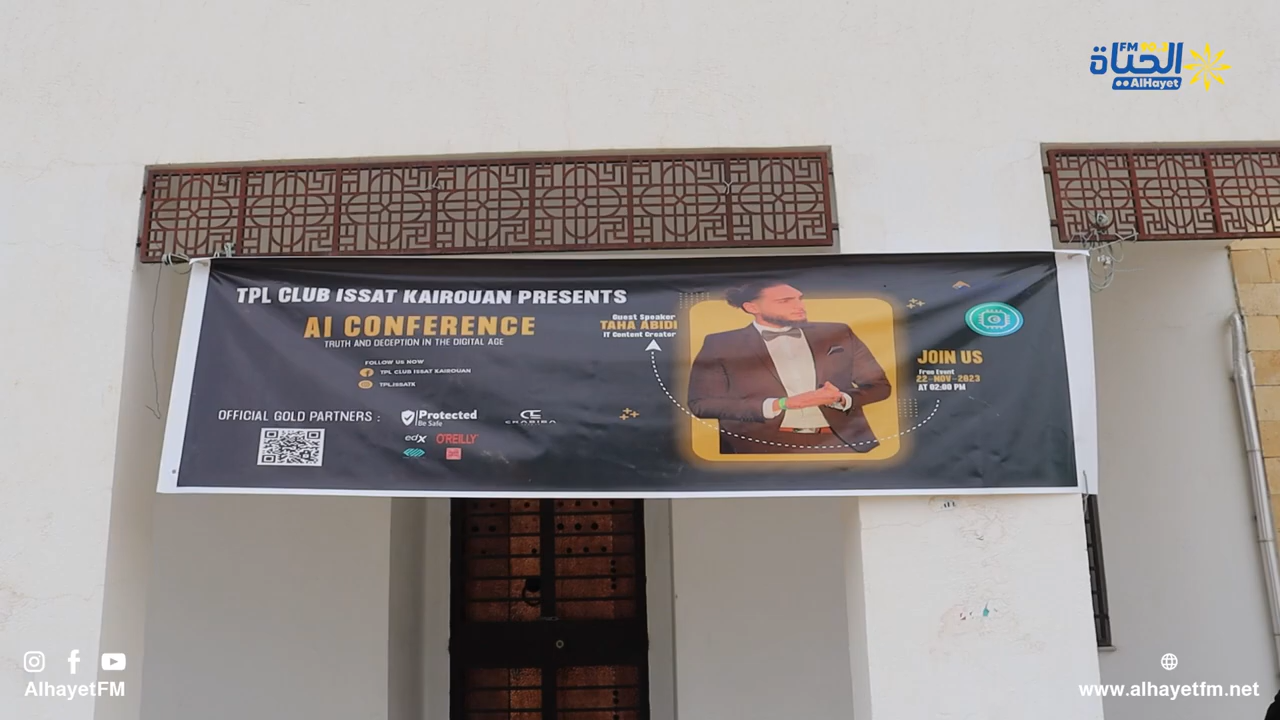 FM
الحياة
AlHayet
TPL CLUB ISSAT KAIROUAN PRESENTS
AI CONFERENCE
TRUTH AND DECEPTION IN THE DIGITAL AGE
Guest Speaker
TAHA ABIDI
IT Content Creator
FOLLOW US NOW
TPL CLUB ISSAT KAIROUAN
TPL.ISSATK
JOIN US
Free Event
22-NOV-2023
AT 02:00 PM
OFFICIAL GOLD PARTNERS :
Protected
Be Safe
edX
O'REILLY
AlhayetFM
www.alhayetfm.net